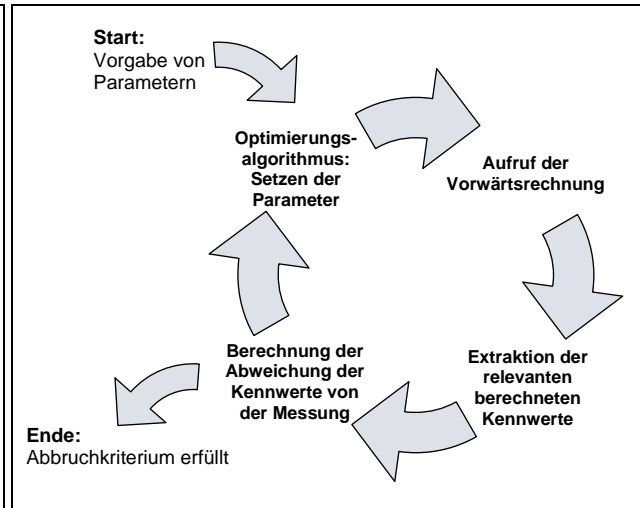 Start:
Vorgabe von
Parametern
Optimierungs-
algorithmus:
Setzen der
Parameter
Aufruf der
Vorwärtsrechnung
Extraktion der
relevanten
berechneten
Kennwerte
Berechnung der
Abweichung der
Kennwerte von
der Messung
Ende:
Abbruchkriterium erfüllt